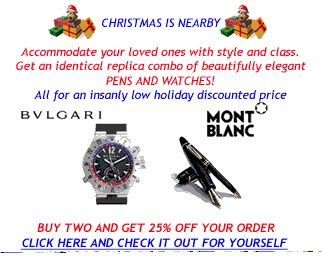 CHRISTMAS IS NEARBY
Accommodate your loved ones with style and class.
Get an identical replica combo of beautifully elegant
PENS AND WATCHES!
All for an insanly low holiday discounted price
BVLGARI
MONT
BLANC
BUY TWO AND GET 25% OFF YOUR ORDER
CLICK HERE AND CHECK IT OUT FOR YOURSELF